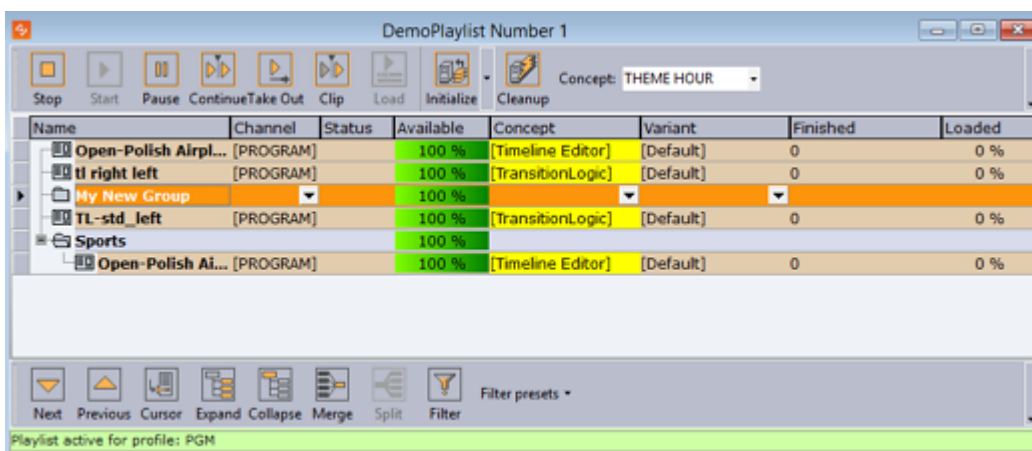 DemoPlaylist Number 1
Stop Start Pause Continue Take Out Clip Load Initialize Cleanup Concept: THEME HOUR
Name Channel Status Available Concept Variant Finished Loaded
Open-Polish Airpl... [PROGRAM] 100 % [Timeline Editor] [Default] 0 0 %
tl right left [PROGRAM] 100 % [TransitionLogic] [Default] 0 0 %
My New Group 100 %
TL-std_left [PROGRAM] 100 % [TransitionLogic] [Default] 0 0 %
Sports 100 %
Open-Polish Ai... [PROGRAM] 100 % [Timeline Editor] [Default] 0 0 %
Next Previous Cursor Expand Collapse Merge Split Filter Filter presets
Playlist active for profile: PGM